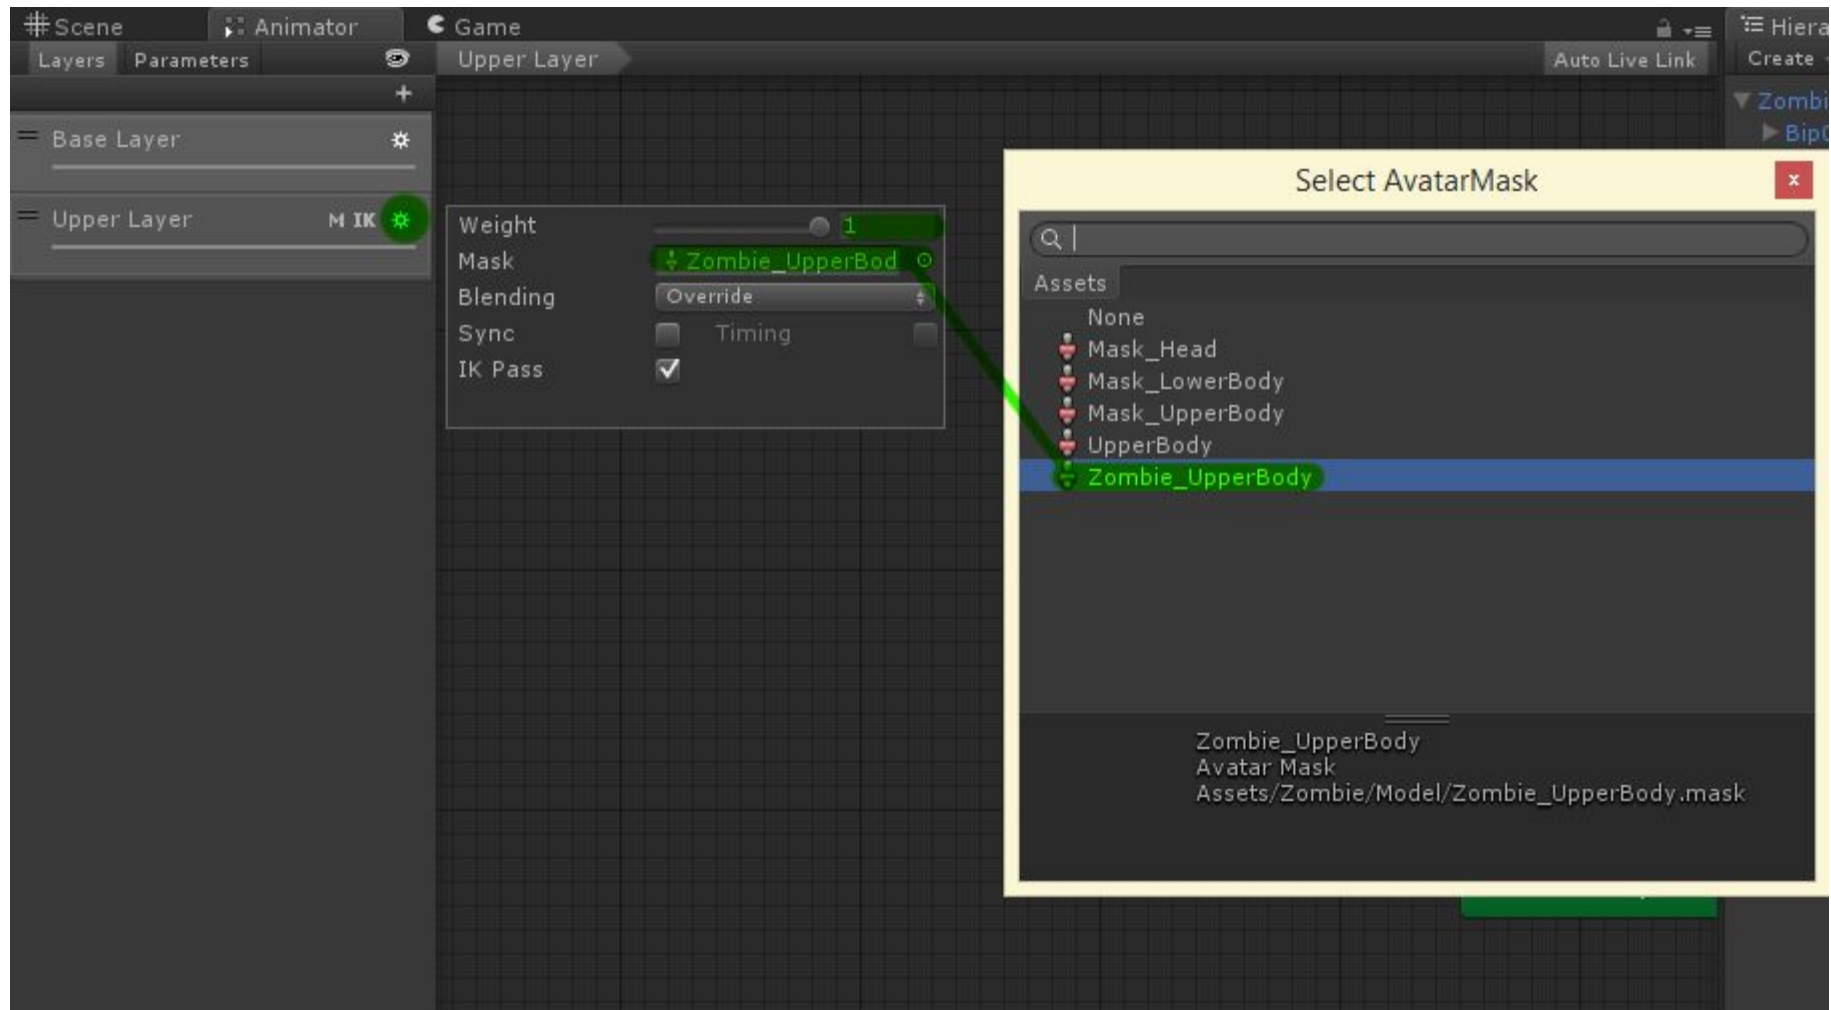 Scene
Animator
Game
Hiera
Layers
Parameters
Upper Layer
Auto Live Link
Create
+
Base Layer
Upper Layer
M IK
Zombi
Bip
Weight
1
Mask
Zombie_UpperBod
Blending
Override
Sync
Timing
IK Pass
Select AvatarMask
x
Assets
None
Mask_Head
Mask_LowerBody
Mask_UpperBody
UpperBody
Zombie_UpperBody
Zombie_UpperBody
Avatar Mask
Assets/Zombie/Model/Zombie_UpperBody.mask